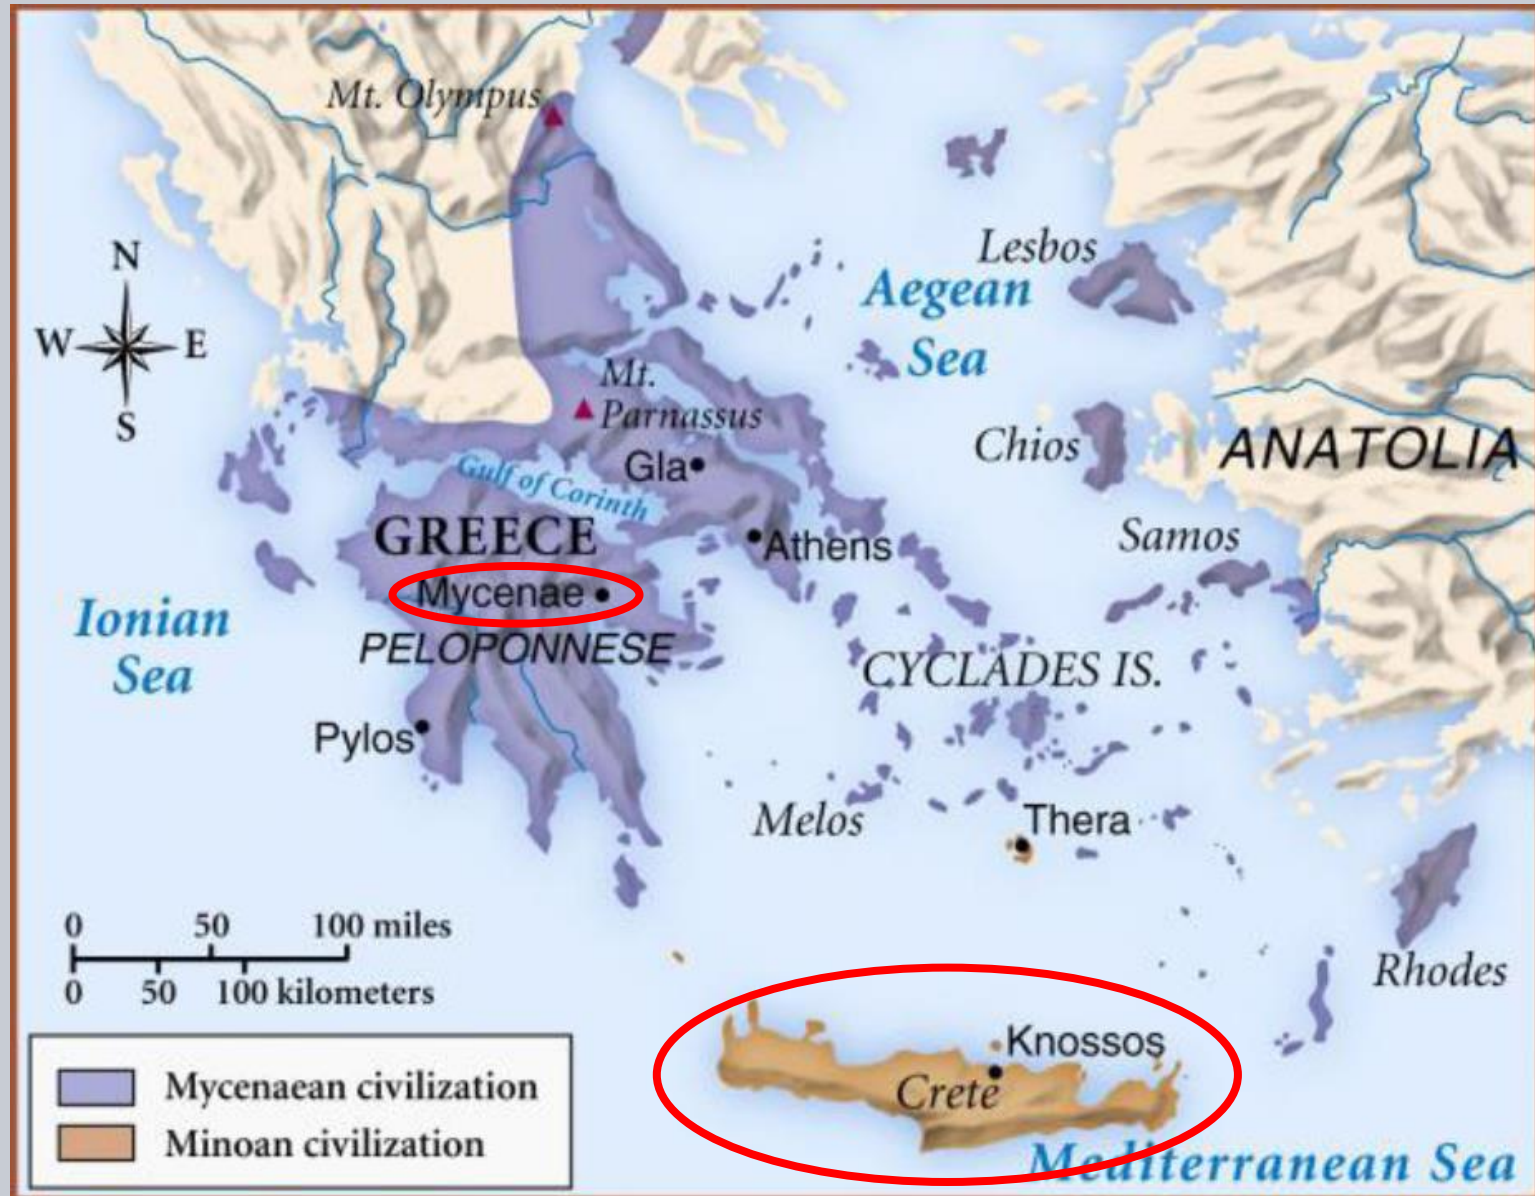 Mt. Olympus
N
W
E
S
Lesbos
Aegean
Sea
Mt.
Parnassus
Gla
Chios
ANATOLIA
Gulf of Corinth
GREECE
Athens
Samos
Mycenae
Ionian
Sea
PELOPONNESE
CYCLADES IS.
Pylos
Melos
Thera
Rhodes
0 50 100 miles
0 50 100 kilometers
Knossos
Crete
Mycenaean civilization
Minoan civilization
Mediterranean Sea